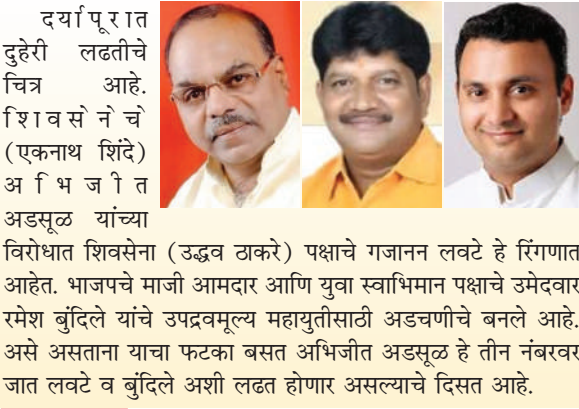 दर्यापूरात
दुहेरी लढतीचे
चित्र आहे.
शिवसेनेचे
(एकनाथ शिंदे)
अभिजीत
अडसूळ यांच्या
विरोधात शिवसेना (उद्धव ठाकरे) पक्षाचे गजानन लवटे हे रिंगणात
आहेत. भाजपचे माजी आमदार आणि युवा स्वाभिमान पक्षाचे उमेदवार
रमेश बुंदिले यांचे उपद्रवमूल्य महायुतीसाठी अडचणीचे बनले आहे.
असे असताना याचा फटका बसत अभिजीत अडसूळ हे तीन नंबरवर
जात लवटे व बुंदिले अशी लढत होणार असल्याचे दिसत आहे.